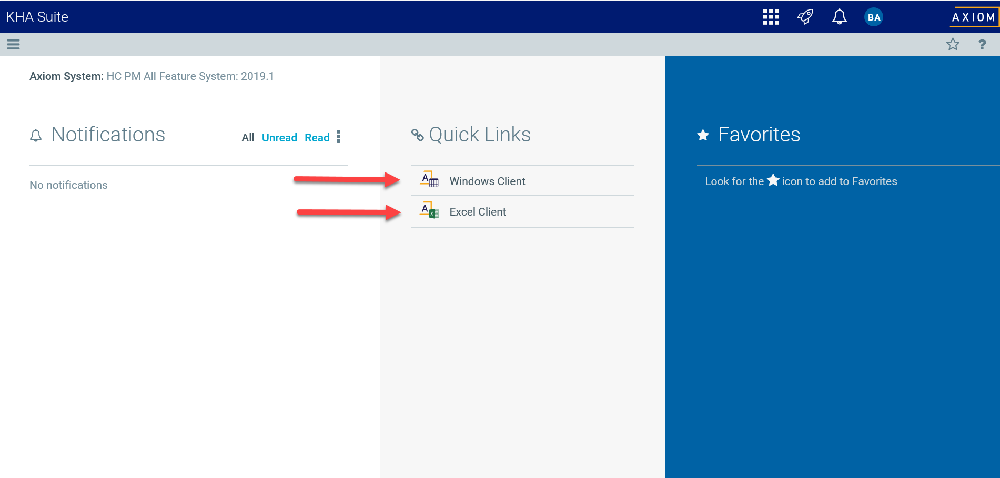 KHA Suite
BA
AXIOM
?
Axiom System: HC PM All Feature System: 2019.1
Notifications
All Unread Read
No notifications
Quick Links
A Windows Client
A X Excel Client
Favorites
Look for the icon to add to Favorites